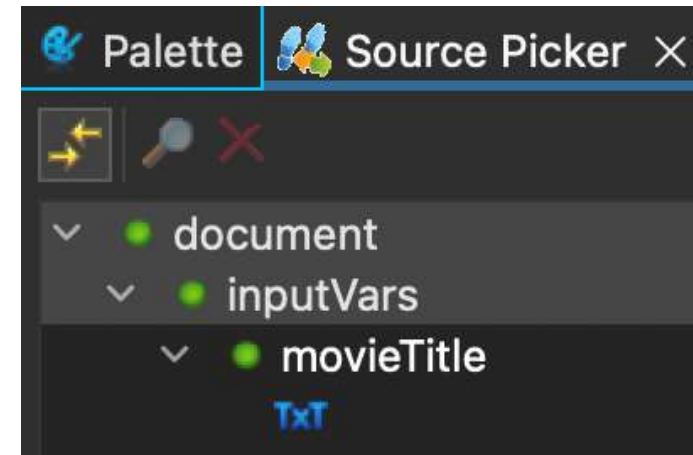 Palette Source Picker
document
inputVars
movieTitle
TxT